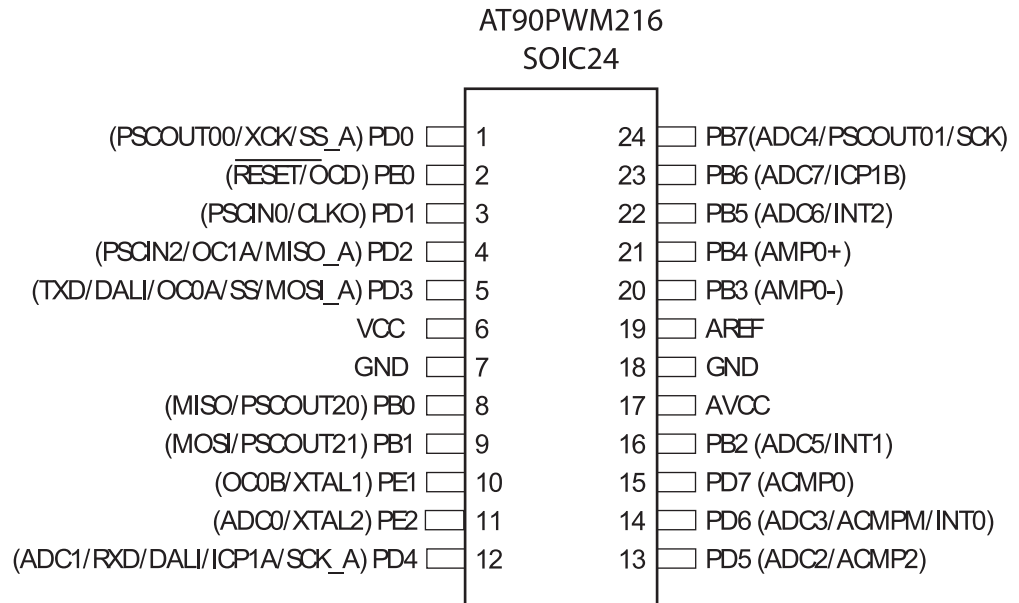 AT90PWM216
SOIC24
(PSCOUT00/XCK/SS_A) PD0 1 24 PB7(ADC4/PSCOUT01/SCK)
(RESET/OCD) PE0 2 23 PB6 (ADC7/ICP1B)
(PSCIN0/CLKO) PD1 3 22 PB5 (ADC6/INT2)
(PSCIN2/OC1A/MISO_A) PD2 4 21 PB4 (AMP0+)
(TXD/DALI/OC0A/SS/MOSI_A) PD3 5 20 PB3 (AMP0-)
VCC 6 19 AREF
GND 7 18 GND
(MISO/PSCOUT20) PB0 8 17 AVCC
(MOSI/PSCOUT21) PB1 9 16 PB2 (ADC5/INT1)
(OC0B/XTAL1) PE1 10 15 PD7 (ACMP0)
(ADC0/XTAL2) PE2 11 14 PD6 (ADC3/ACMPM/INT0)
(ADC1/RXD/DALI/ICP1A/SCK_A) PD4 12 13 PD5 (ADC2/ACMP2)